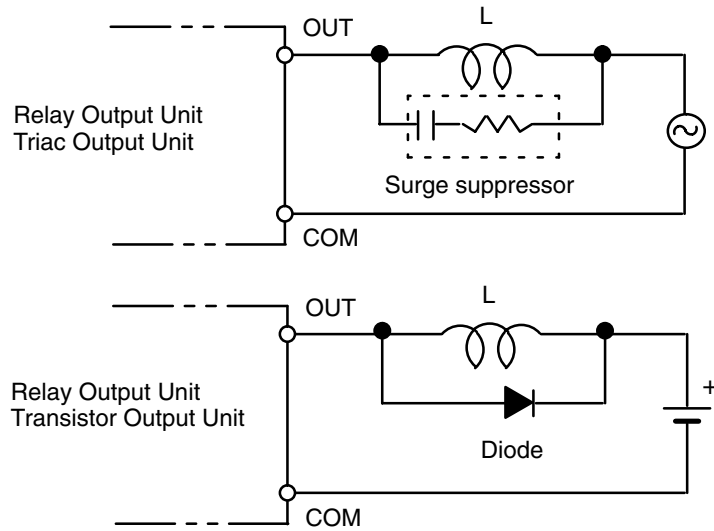 OUT
L
Relay Output Unit
Triac Output Unit
Surge suppressor
COM
OUT
L
Relay Output Unit
Transistor Output Unit
+
Diode
COM